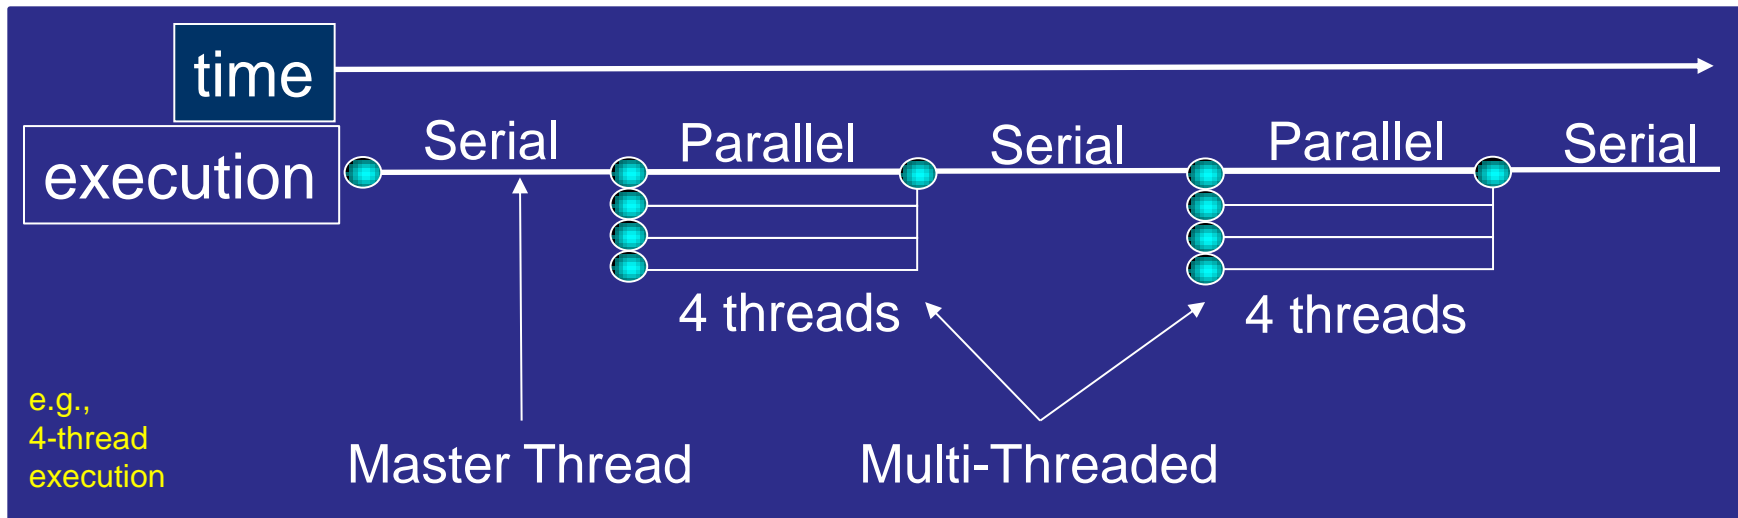 time
execution
Serial
Parallel
Serial
Parallel
Serial
4 threads
4 threads
e.g.,
4-thread
execution
Master Thread
Multi-Threaded